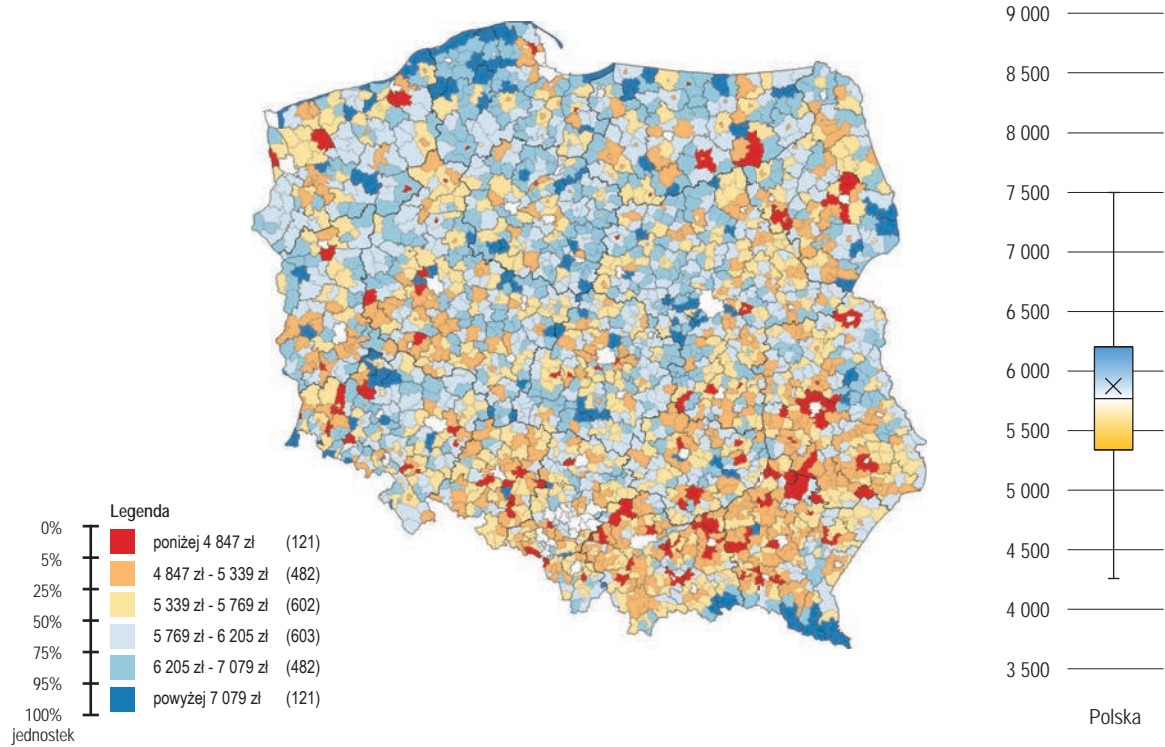 Legenda
0%
5%
25%
50%
75%
95%
100%
jednostek
poniżej 4 847 zł (121)
4 847 zł - 5 339 zł (482)
5 339 zł - 5 769 zł (602)
5 769 zł - 6 205 zł (603)
6 205 zł - 7 079 zł (482)
powyżej 7 079 zł (121)
9 000
8 500
8 000
7 500
7 000
6 500
6 000
5 500
5 000
4 500
4 000
3 500
Polska